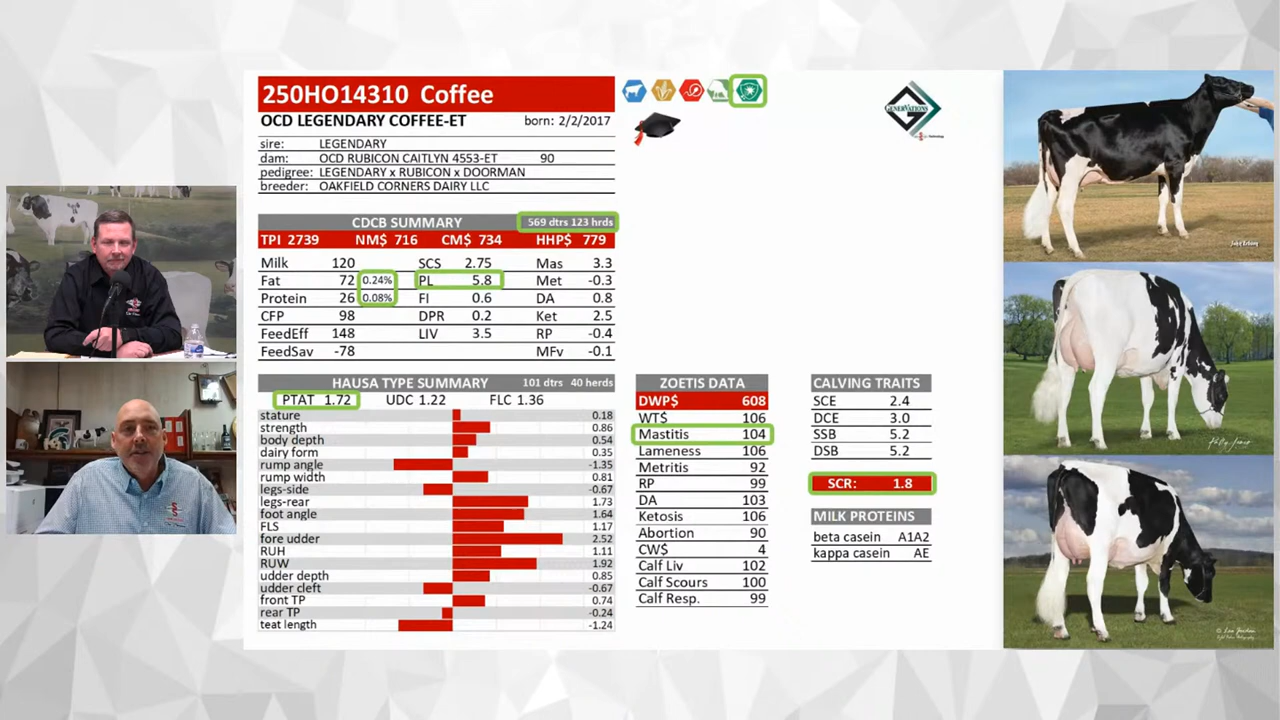 250HO14310 Coffee
OCD LEGENDARY COFFEE-ET born: 2/2/2017
sire: LEGENDARY
dam: OCD RUBICON CAITLYN 4553-ET 90
pedigree: LEGENDARY x RUBICON x DOORMAN
breeder: OAKFIELD CORNERS DAIRY LLC
CDCB SUMMARY 569 dtrs 123 hrds
TPI 2739 NM$ 716 CM$ 734 HHP$ 779
Milk 120 SCS 2.75 Mas 3.3
Fat 72 0.24% PL 5.8 Met -0.3
Protein 26 0.08% FI 0.6 DA 0.8
CFP 98 DPR 0.2 Ket 2.5
FeedEff 148 LIV 3.5 RP -0.4
FeedSav -78 MFv -0.1
HAUSA TYPE SUMMARY 101 dtrs 40 herds
PTAT 1.72 UDC 1.22 FLC 1.36
stature 0.18
strength 0.86
body depth 0.54
dairy form 0.35
rump angle -1.35
rump width 0.81
legs-side -0.67
legs-rear 1.73
foot angle 1.64
FLS 1.17
fore udder 2.52
RUH 1.11
RUW 1.92
udder depth 0.85
udder cleft -0.67
front TP 0.74
rear TP -0.24
teat length -1.24
ZOETIS DATA
DWP$ 608
WT$ 106
Mastitis 104
Lameness 106
Metritis 92
RP 99
DA 103
Ketosis 106
Abortion 90
CW$ 4
Calf Liv 102
Calf Scours 100
Calf Resp. 99
CALVING TRAITS
SCE 2.4
DCE 3.0
SSB 5.2
DSB 5.2
SCR: 1.8
MILK PROTEINS
beta casein A1A2
kappa casein AE
GENERVATIONS